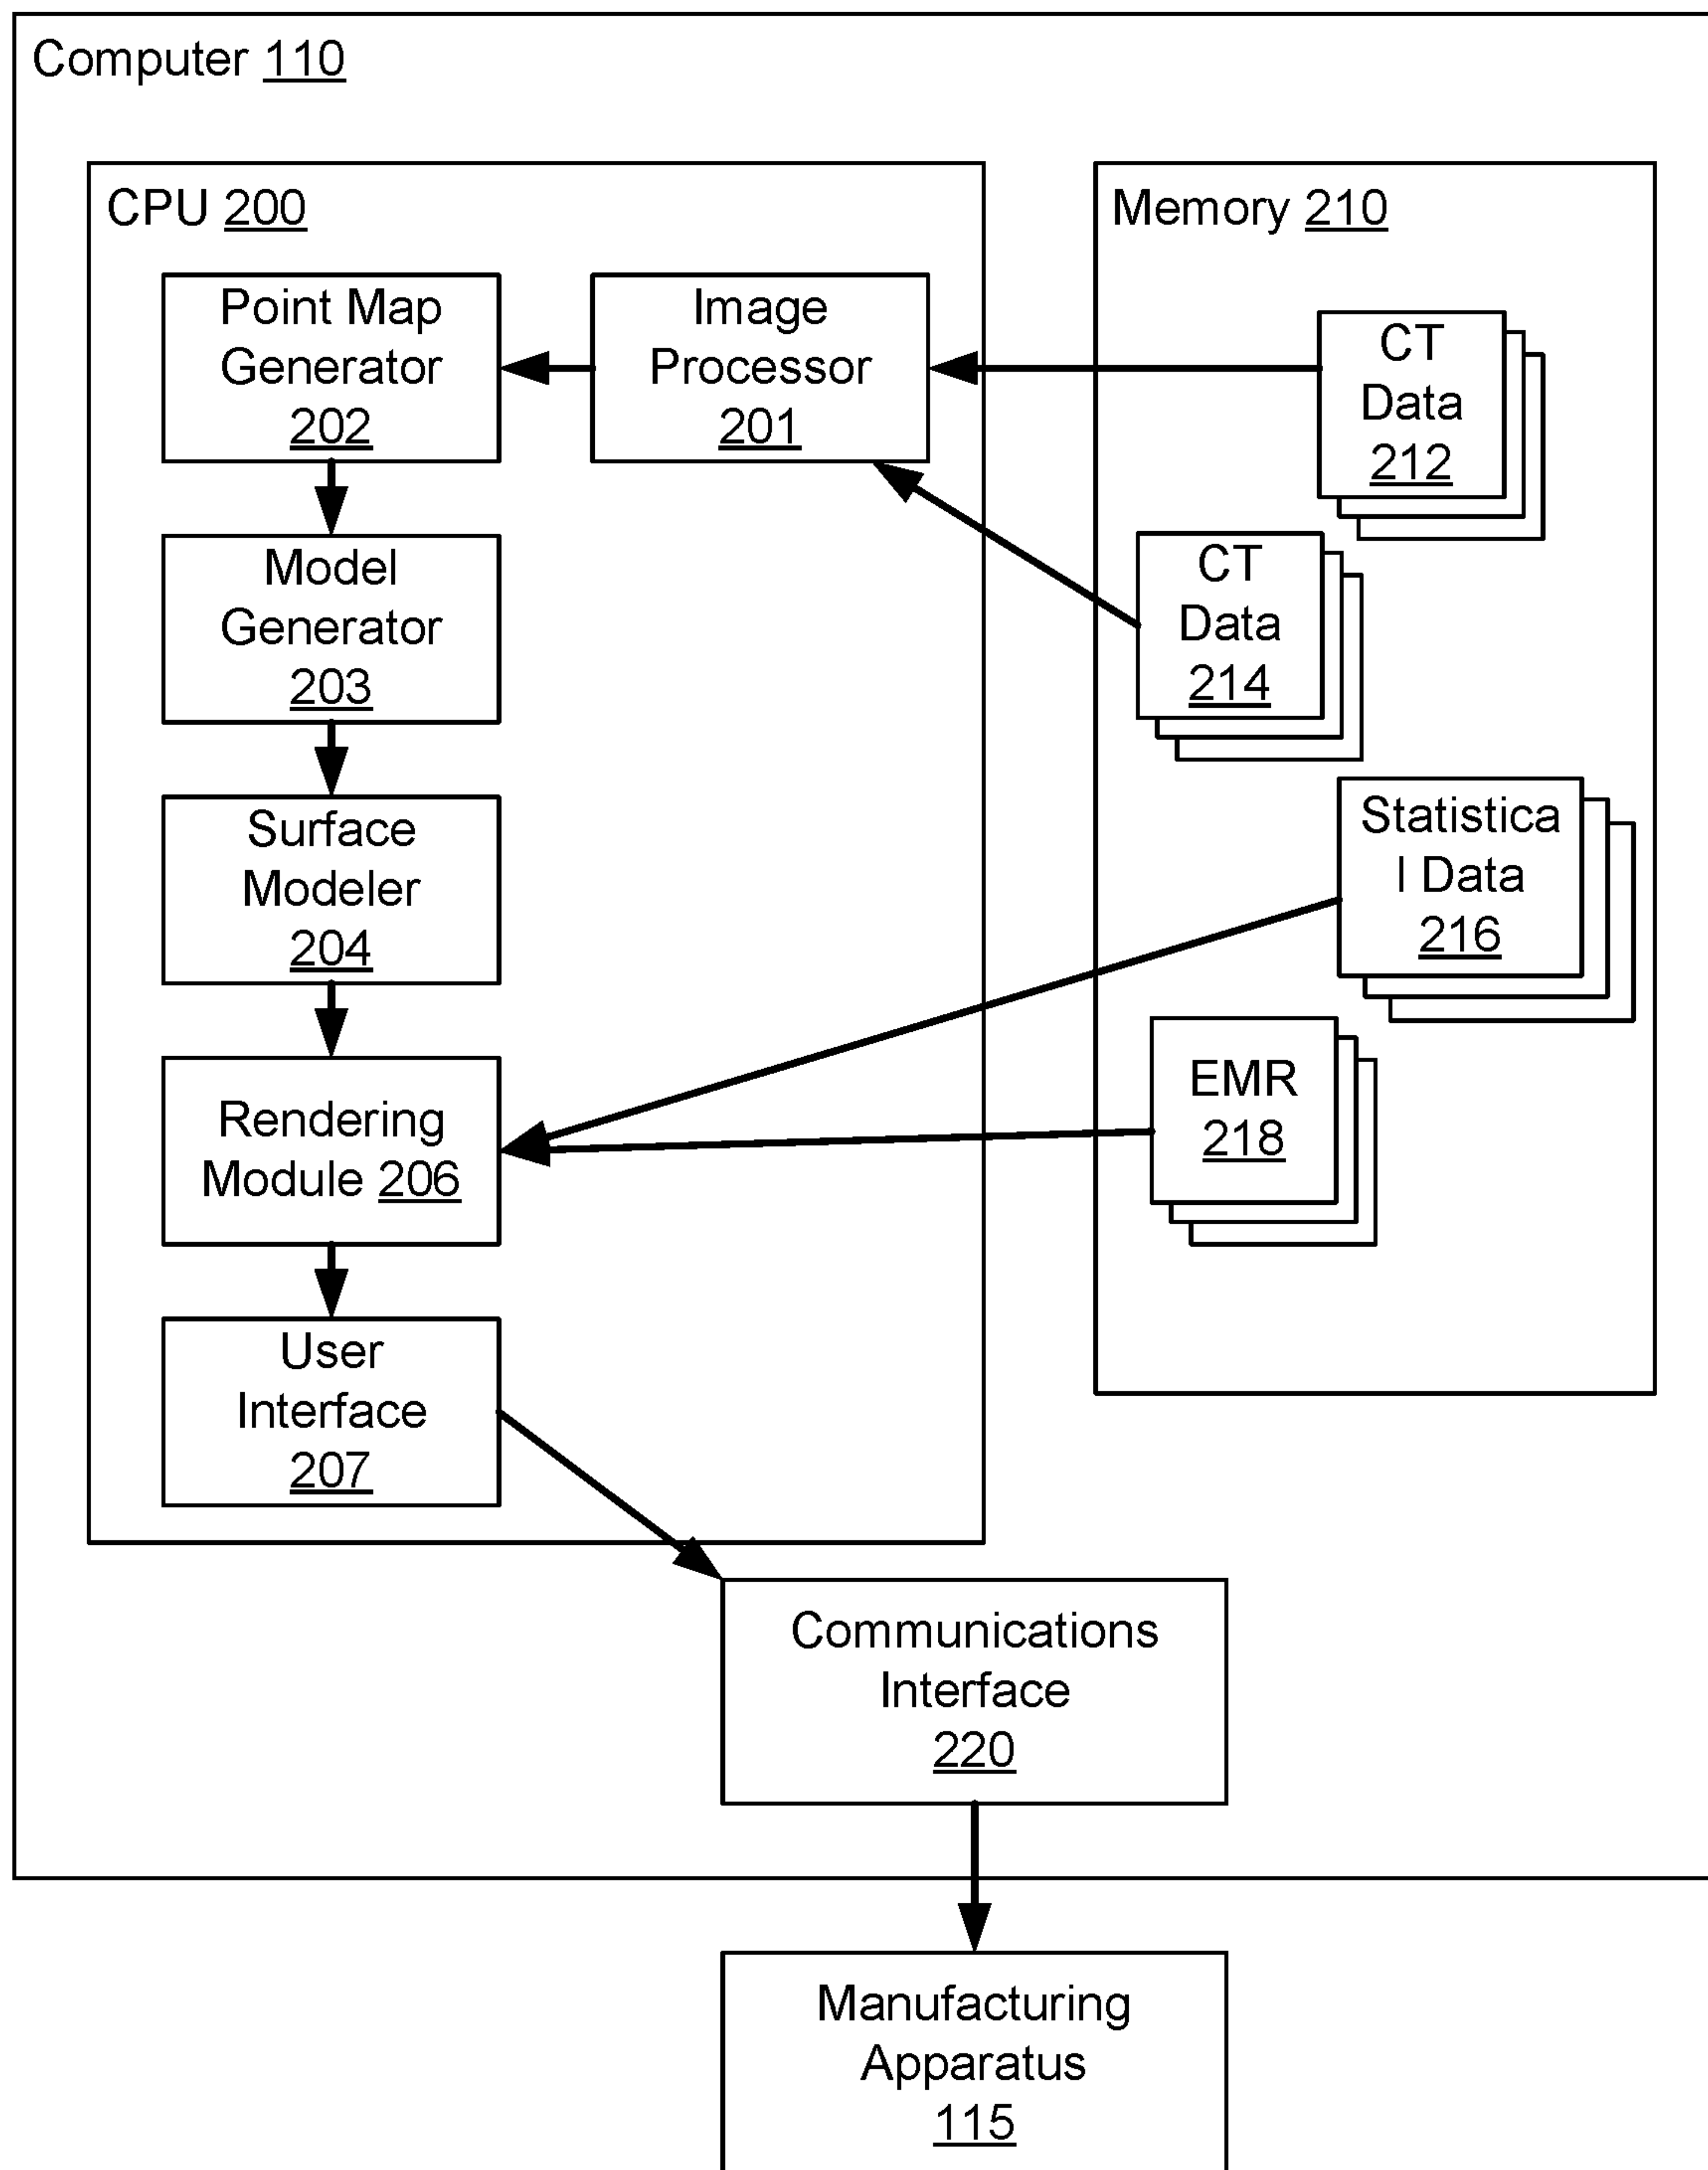 Computer 110
CPU 200
Point Map
Generator
202
Image
Processor
201
Model
Generator
203
Surface
Modeler
204
Rendering
Module 206
User
Interface
207
Memory 210
CT
Data
212
CT
Data
214
Statistica
l Data
216
EMR
218
Communications
Interface
220
Manufacturing
Apparatus
115